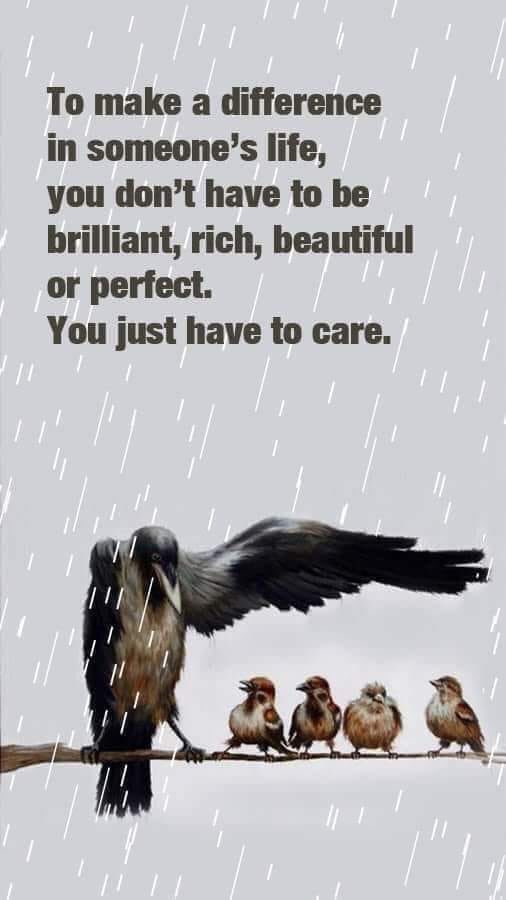 To make a difference
in someone’s life,
you don’t have to be
brilliant, rich, beautiful
or perfect.
You just have to care.